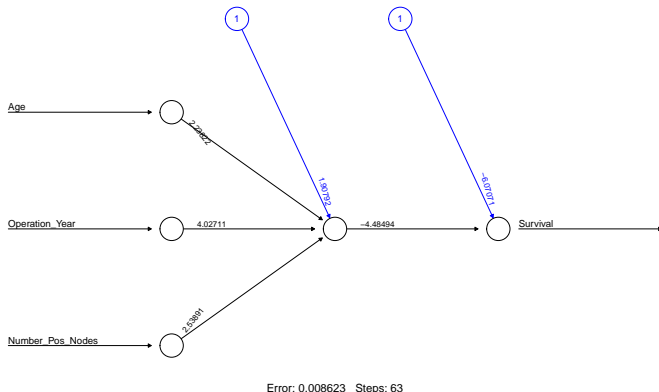 1
1
Age
2.23622
1.90792
-6.07071
Operation_Year
4.02711
-4.48494
Survival
2.53891
Number_Pos_Nodes
Error: 0.008623 Steps: 63